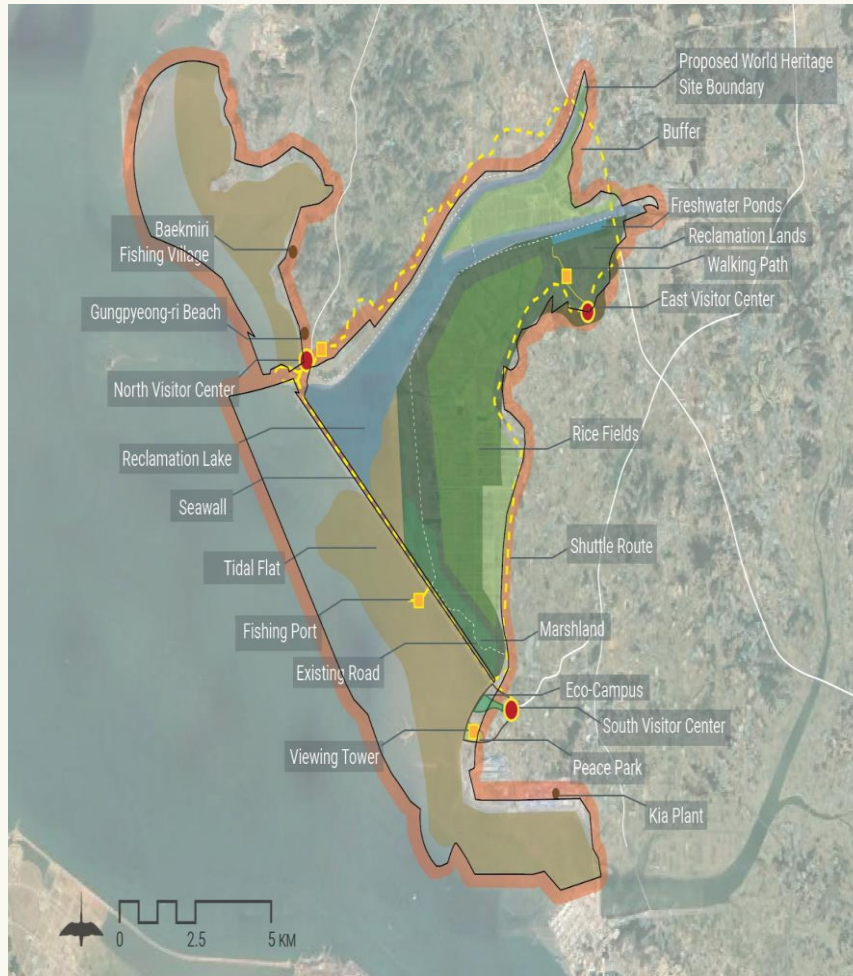 Proposed World Heritage
Site Boundary
Buffer
Freshwater Ponds
Reclamation Lands
Walking Path
East Visitor Center
Baekmiri
Fishing Village
Gungpyeong-ri Beach
North Visitor Center
Reclamation Lake
Seawall
Tidal Flat
Fishing Port
Existing Road
Viewing Tower
Rice Fields
Shuttle Route
Marshland
Eco-Campus
South Visitor Center
Peace Park
Kia Plant
0 2.5 5 KM